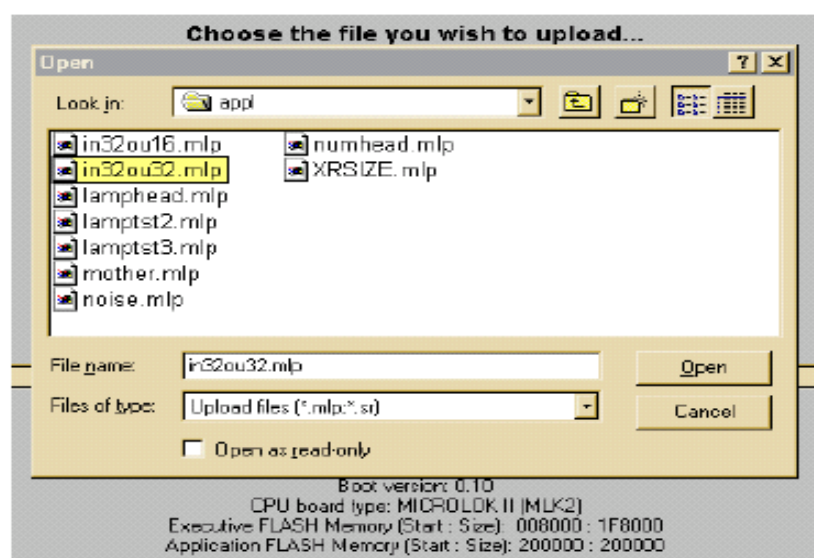 Choose the file you wish to upload...
Open
Look in: appl
in32ou16.mlp
in32ou32.mlp
lamphead.mlp
lamptst2.mlp
lamptst3.mlp
mother.mlp
noise.mlp
numhead.mlp
XRSIZE.mlp
File name: in32ou32.mlp Open
Files of type: Upload files (*.mlp;*.sr) Cancel
Open as read-only
Boot version: 0.10
CPU board type: MICROLOK II [MLK2]
Executive FLASH Memory (Start : Size): 008000 : 1F8000
Application FLASH Memory (Start : Size): 200000 : 200000